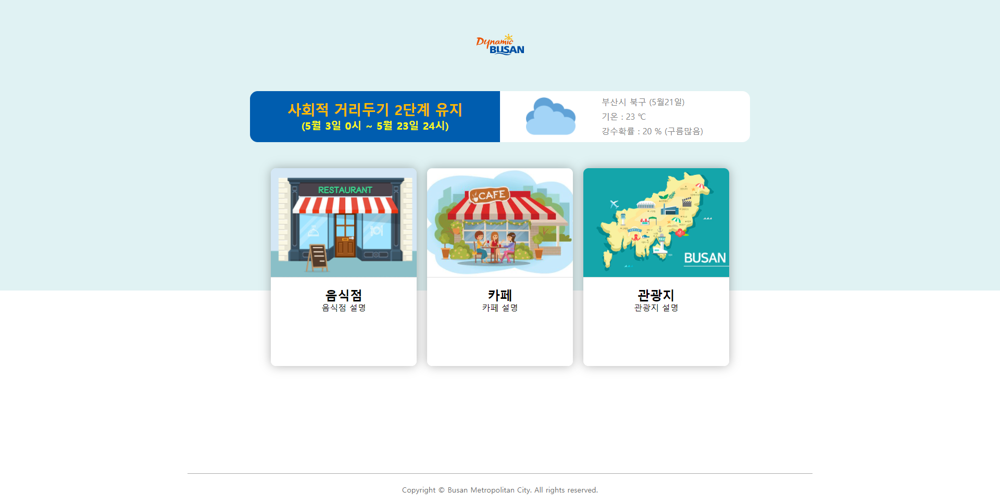 Dynamic
BUSAN
사회적 거리두기 2단계 유지
(5월 3일 0시 ~ 5월 23일 24시)
부산시 북구 (5월21일)
기온 : 23 ℃
강수확률 : 20 % (구름많음)
RESTAURANT
CAFE
BUSAN
음식점
음식점 설명
카페
카페 설명
관광지
관광지 설명
Copyright © Busan Metropolitan City. All rights reserved.